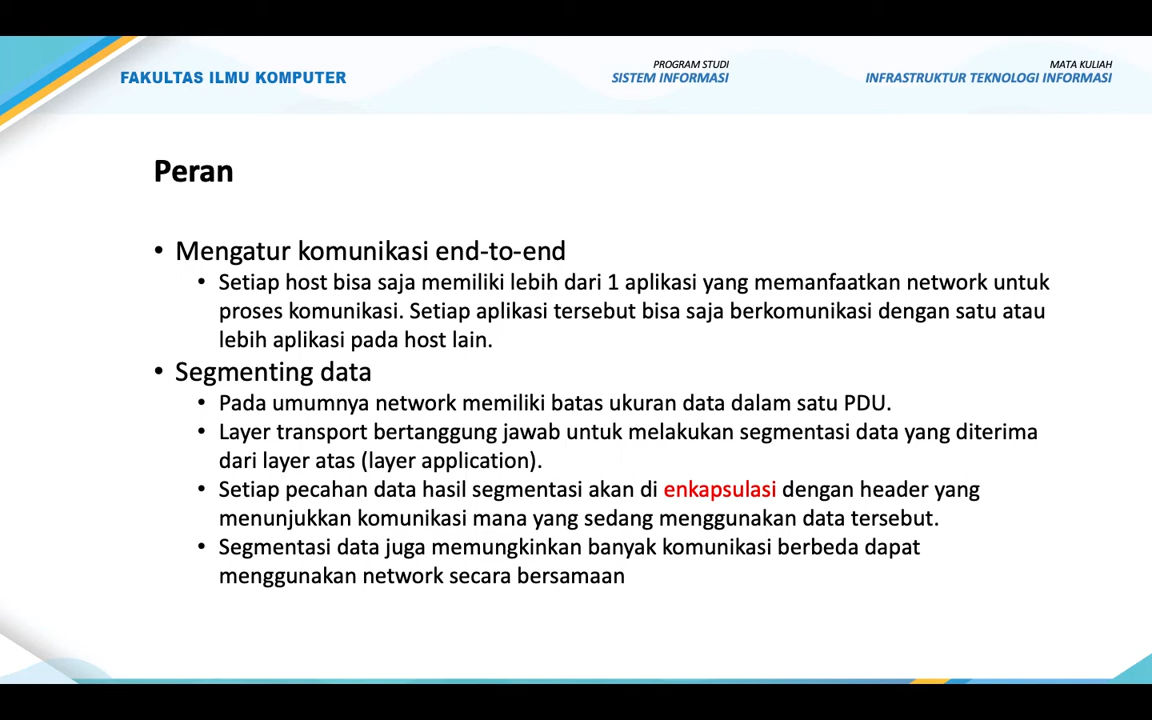 FAKULTAS ILMU KOMPUTER
PROGRAM STUDI
SISTEM INFORMASI
MATA KULIAH
INFRASTRUKTUR TEKNOLOGI INFORMASI
Peran
• Mengatur komunikasi end-to-end
• Setiap host bisa saja memiliki lebih dari 1 aplikasi yang memanfaatkan network untuk
proses komunikasi. Setiap aplikasi tersebut bisa saja berkomunikasi dengan satu atau
lebih aplikasi pada host lain.
• Segmenting data
• Pada umumnya network memiliki batas ukuran data dalam satu PDU.
• Layer transport bertanggung jawab untuk melakukan segmentasi data yang diterima
dari layer atas (layer application).
• Setiap pecahan data hasil segmentasi akan di enkapsulasi dengan header yang
menunjukkan komunikasi mana yang sedang menggunakan data tersebut.
• Segmentasi data juga memungkinkan banyak komunikasi berbeda dapat
menggunakan network secara bersamaan